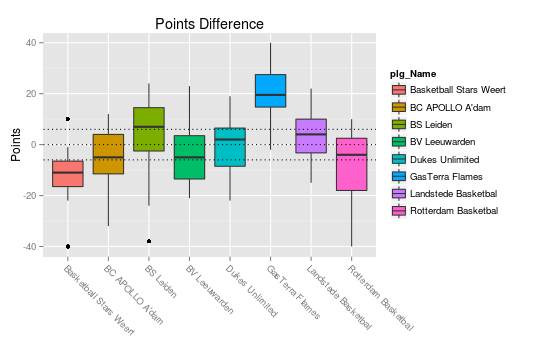 Points Difference
Points
40
20
0
-20
-40
Basketball Stars Weert
BC APOLLO A'dam
BS Leiden
BV Leeuwarden
Dukes Unlimited
GasTerra Flames
Landstede Basketbal
Rotterdam Basketbal
plg_Name
Basketball Stars Weert
BC APOLLO A'dam
BS Leiden
BV Leeuwarden
Dukes Unlimited
GasTerra Flames
Landstede Basketbal
Rotterdam Basketbal